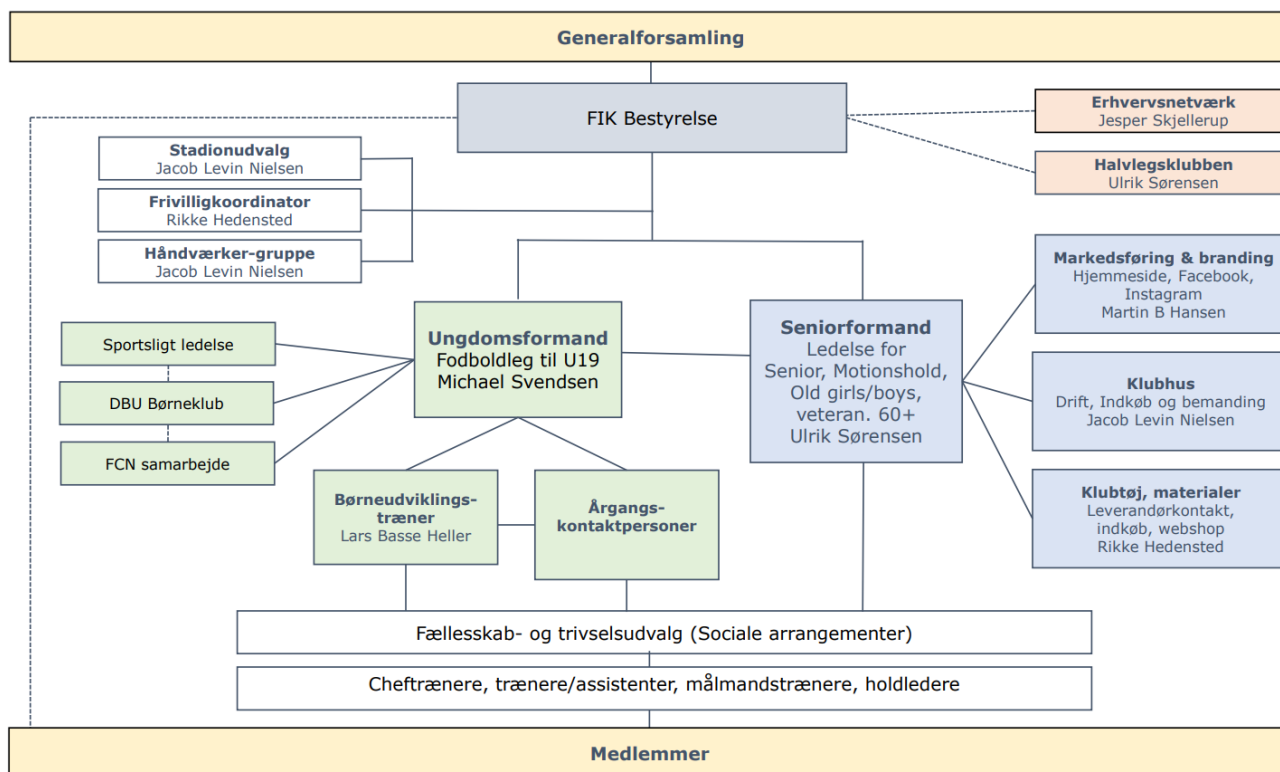 Generalforsamling
FIK Bestyrelse
Erhvervsnetværk
Jesper Skjellerup
Halvlegsklubben
Ulrik Sørensen
Stadionudvalg
Jacob Levin Nielsen
Frivilligkoordinator
Rikke Hedensted
Håndværker-gruppe
Jacob Levin Nielsen
Markedsføring & branding
Hjemmeside, Facebook,
Instagram
Martin B Hansen
Sportsligt ledelse
DBU Børneklub
FCN samarbejde
Ungdomsformand
Fodboldleg til U19
Michael Svendsen
Seniorformand
Ledelse for
Senior, Motionshold,
Old girls/boys,
veteran. 60+
Ulrik Sørensen
Klubhus
Drift, Indkøb og bemanding
Jacob Levin Nielsen
Børneudviklings-
træner
Lars Basse Heller
Årgangs-
kontaktpersoner
Klubtøj, materialer
Leverandørkontakt,
indkøb, webshop
Rikke Hedensted
Fællesskab- og trivselsudvalg (Sociale arrangementer)
Cheftrænere, trænere/assistenter, målmandstrænere, holdledere
Medlemmer